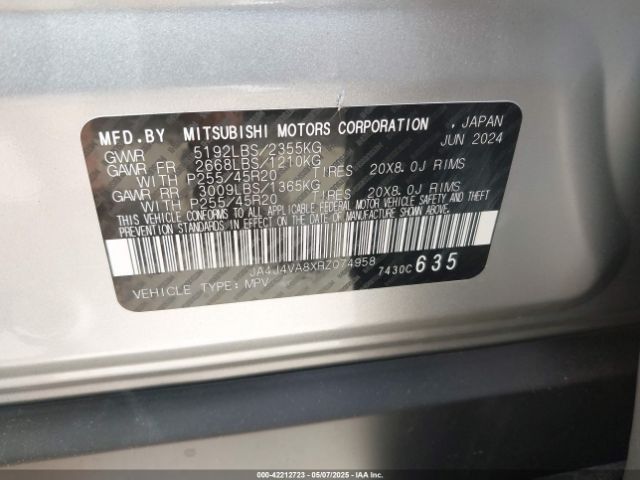 MFD.BY MITSUBISHI MOTORS CORPORATION , JAPAN
JUN 2024
GVWR 5192LBS/2355KG
GAWR FR 2668LBS/1210KG
WITH P255/45R20 TIRES 20X8.0J RIMS
GAWR RR 3009LBS/1365KG
WITH P255/45R20 TIRES 20X8.0J RIMS
THIS VEHICLE CONFORMS TO ALL APPLICABLE FEDERAL MOTOR VEHICLE SAFETY AND THEFT
PREVENTION STANDARDS IN EFFECT ON THE DATE OF MANUFACTURE SHOWN ABOVE.
JA4J4VA8XRZ074958
7430C635
VEHICLE TYPE: MPV
000-42212723 - 05/07/2025 - IAAI, Inc.